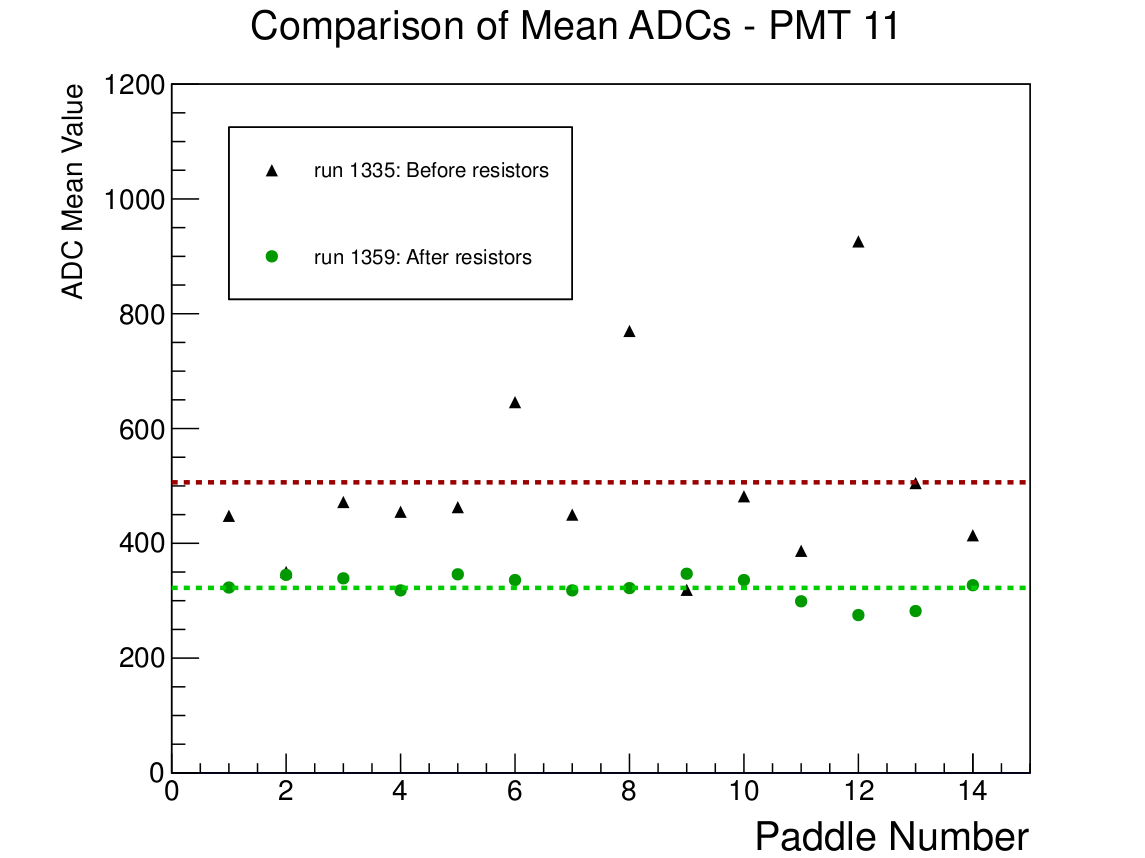 Comparison of Mean ADCs - PMT 11
ADC Mean Value
1200
1000
800
600
400
200
0
run 1335: Before resistors
run 1359: After resistors
0 2 4 6 8 10 12 14
Paddle Number